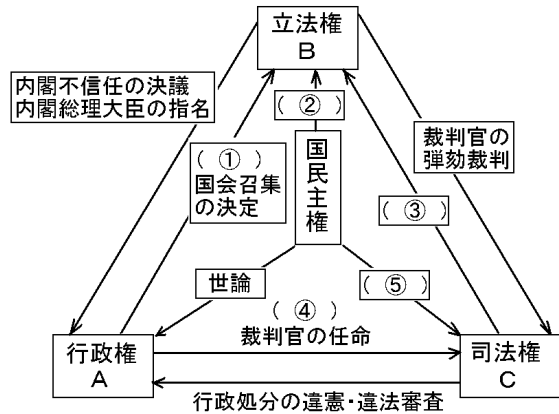 立法権
B
内閣不信任の決議
内閣総理大臣の指名
( ② )
裁判官の
弾劾裁判
( ① )
国会召集
の決定
国民主権
( ③ )
世論
( ⑤ )
( ④ )
裁判官の任命
行政権
A
司法権
C
行政処分の違憲・違法審査